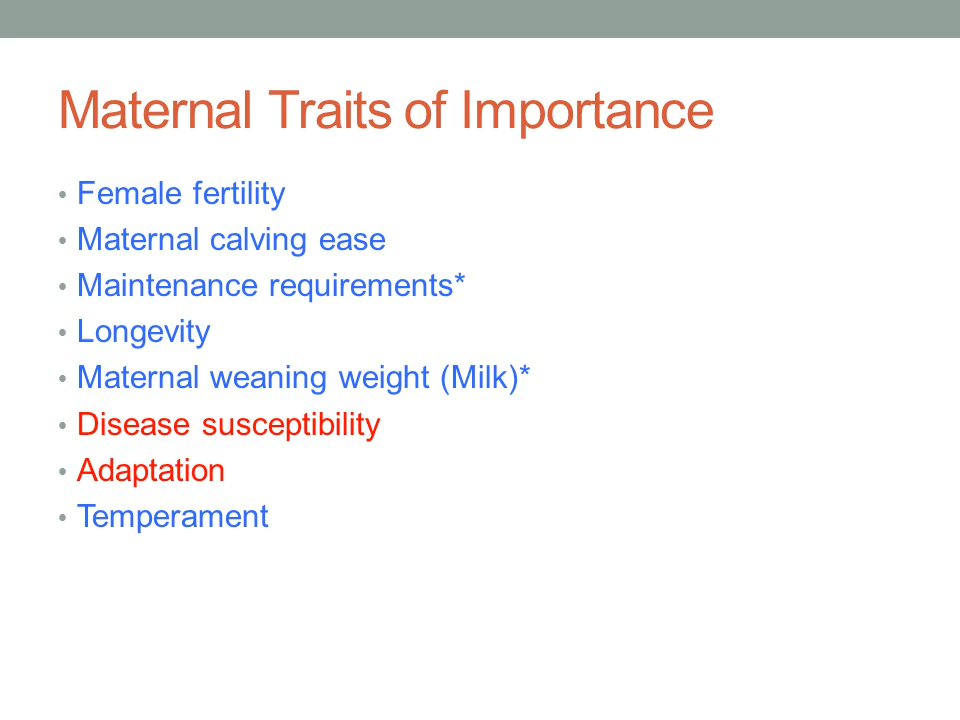 Maternal Traits of Importance
• Female fertility
• Maternal calving ease
• Maintenance requirements*
• Longevity
• Maternal weaning weight (Milk)*
• Disease susceptibility
• Adaptation
• Temperament